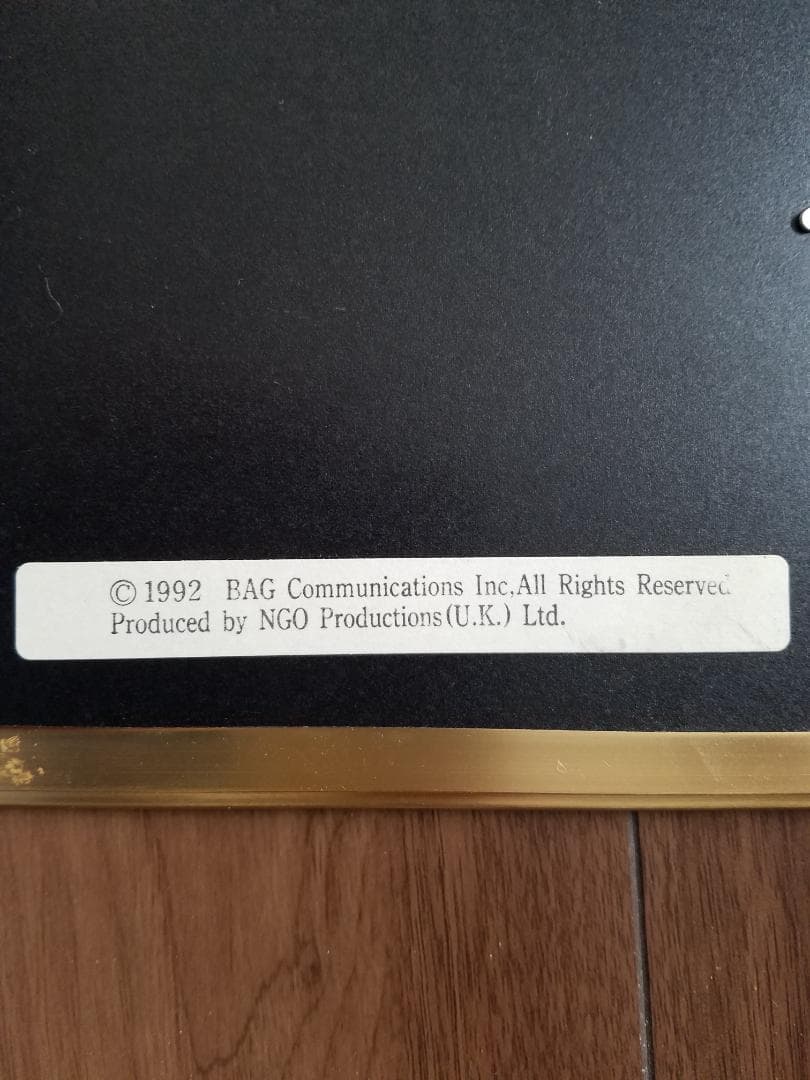 © 1992 BAG Communications Inc,All Rights Reserved
Produced by NGO Productions(U.K.) Ltd.